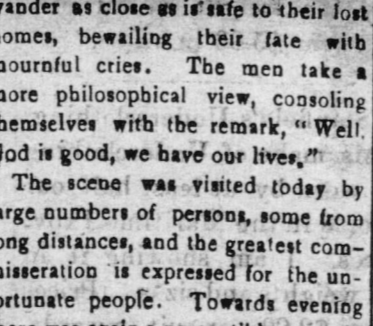 wander as close as is safe to their lost
homes, bewailing their fate with
mournful cries. The men take a
more philosophical view, consoling
themselves with the remark, "Well.
God is good, we have our lives."
The scene was visited today by
large numbers of persons, some from
ong distances, and the greatest com-
misseration is expressed for the un-
ortunate people. Towards evening